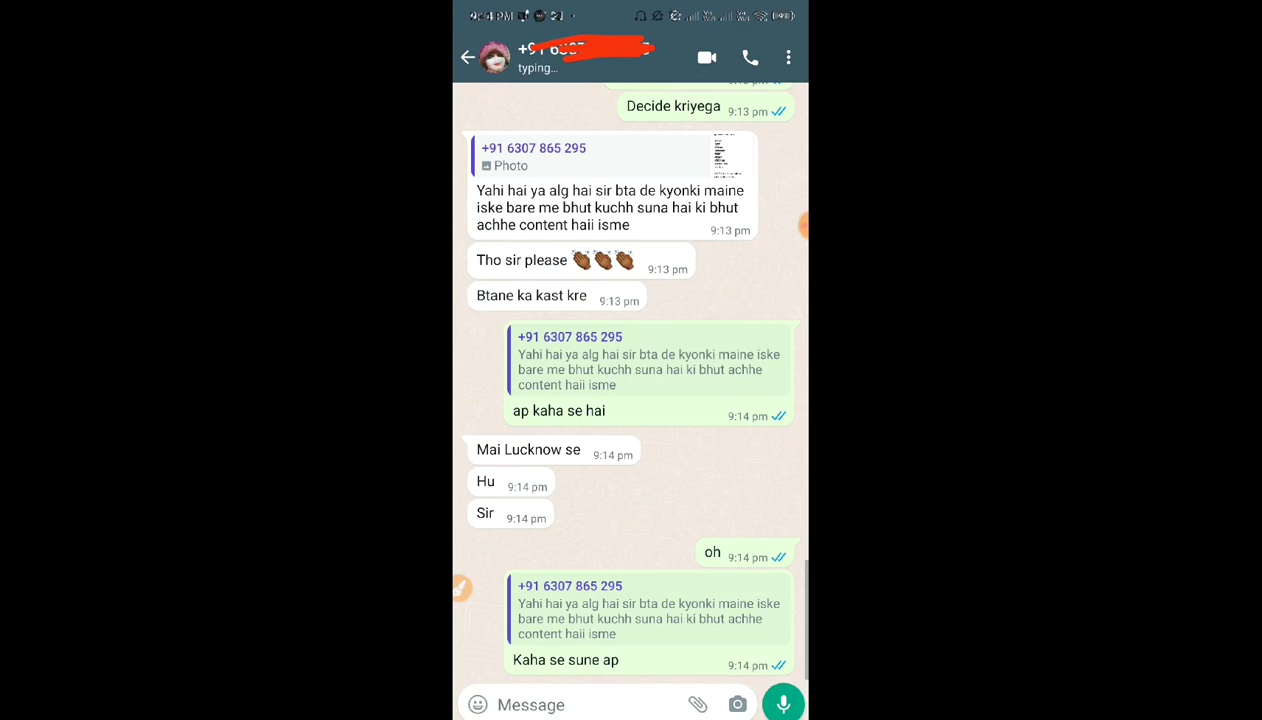 typing...
Decide kriyega 9:13 pm
+91 6307 865 295
Photo
Yahi hai ya alg hai sir bta de kyonki maine
iske bare me bhut kuchh suna hai ki bhut
achhe content haii isme
9:13 pm
Tho sir please 9:13 pm
Btane ka kast kre 9:13 pm
+91 6307 865 295
Yahi hai ya alg hai sir bta de kyonki maine iske
bare me bhut kuchh suna hai ki bhut achhe
content haii isme
ap kaha se hai 9:14 pm
Mai Lucknow se 9:14 pm
Hu 9:14 pm
Sir 9:14 pm
oh 9:14 pm
+91 6307 865 295
Yahi hai ya alg hai sir bta de kyonki maine iske
bare me bhut kuchh suna hai ki bhut achhe
content haii isme
Kaha se sune ap 9:14 pm
Message